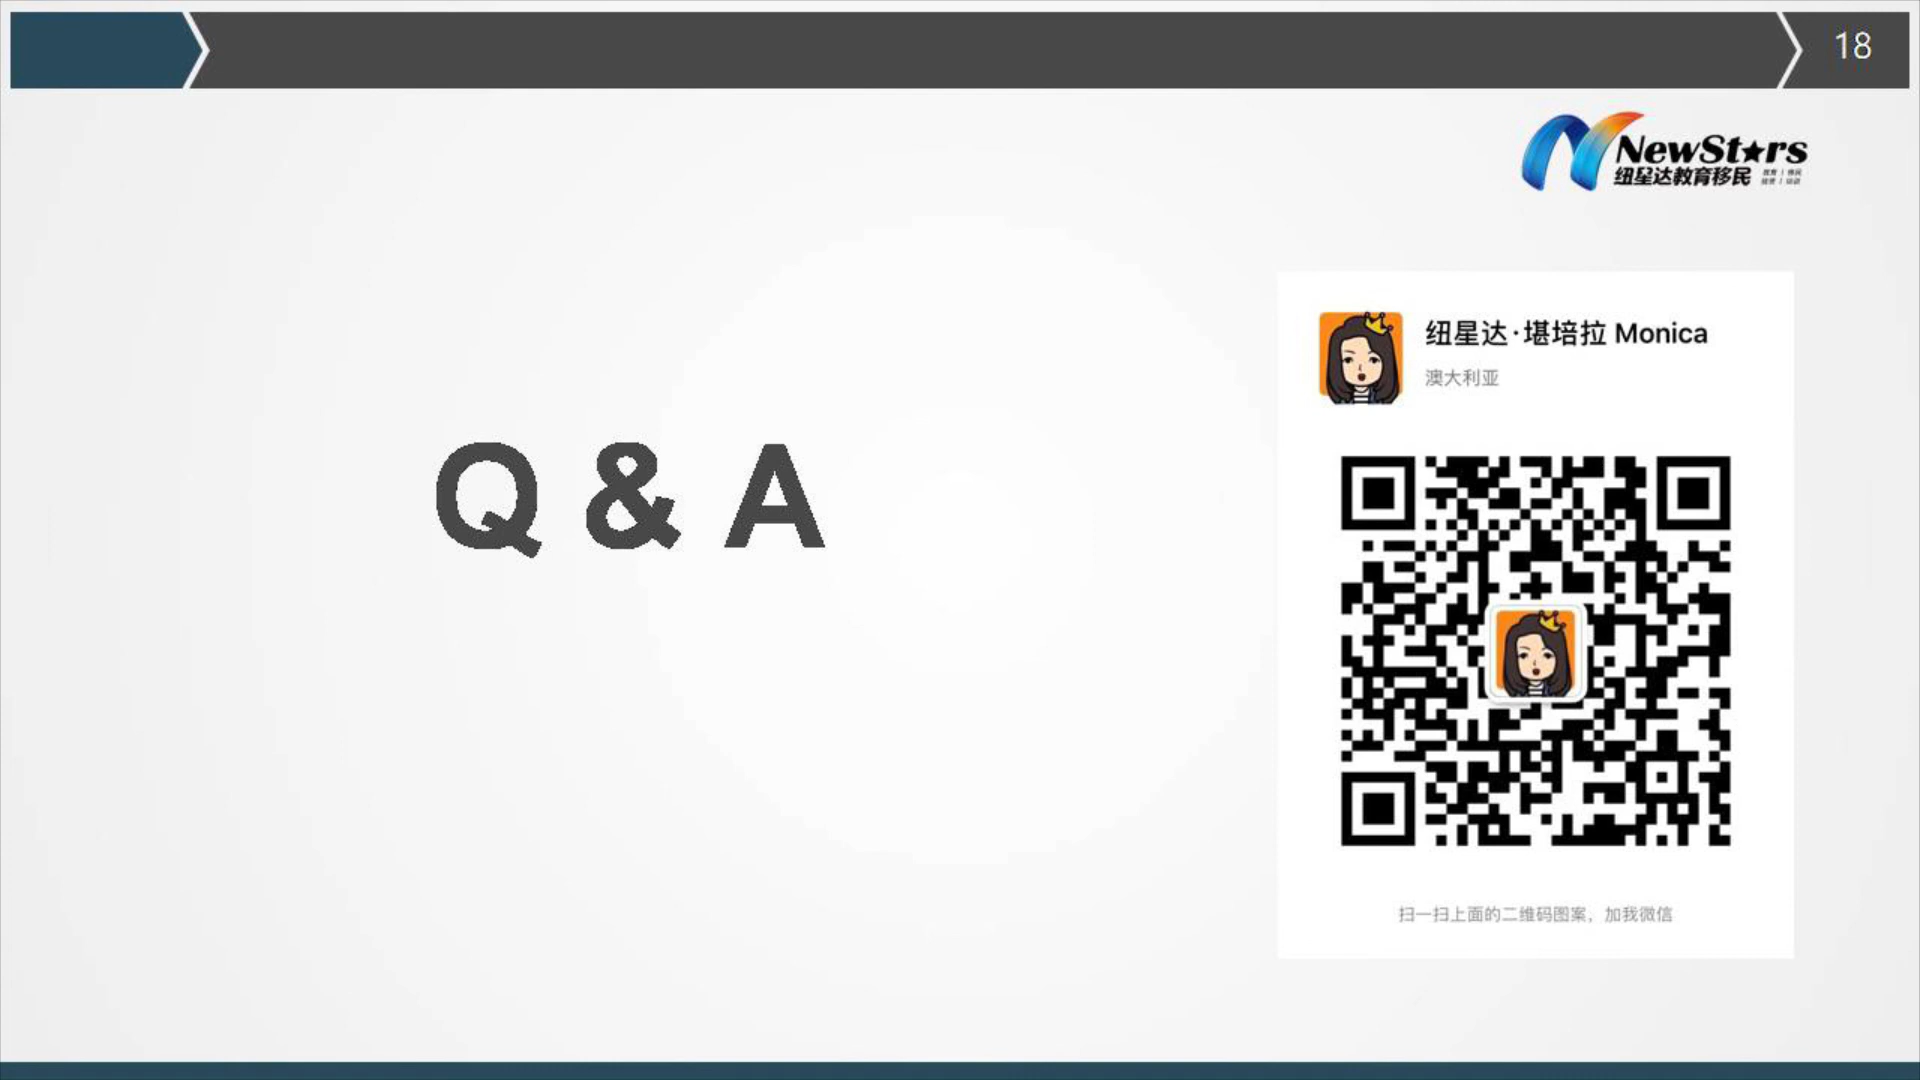 18
NewStars
纽星达教育移民
Q & A
纽星达·堪培拉 Monica
澳大利亚
扫一扫上面的二维码图案，加我微信